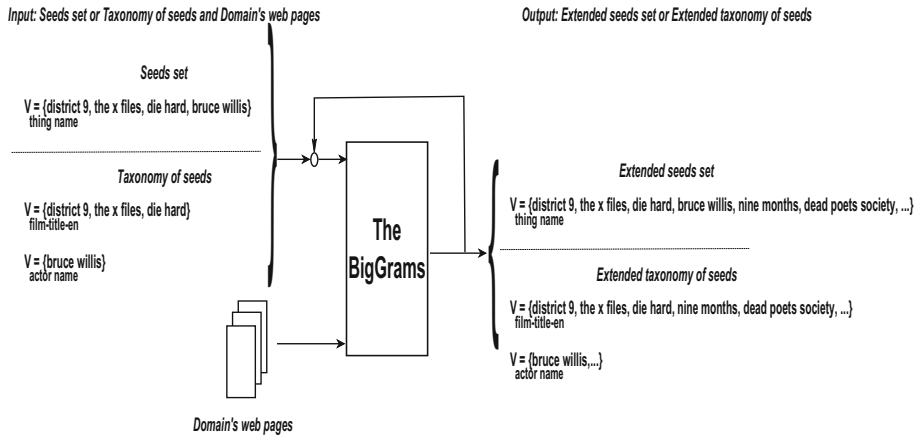 Input: Seeds set or Taxonomy of seeds and Domain's web pages
Output: Extended seeds set or Extended taxonomy of seeds
Seeds set
V = {district 9, the x files, die hard, bruce willis}
thing name
Taxonomy of seeds
V = {district 9, the x files, die hard}
film-title-en
V = {bruce willis}
actor name
Domain's web pages
The
BigGrams
Extended seeds set
V = {district 9, the x files, die hard, bruce willis, nine months, dead poets society, ...}
thing name
Extended taxonomy of seeds
V = {district 9, the x files, die hard, nine months, dead poets society, ...}
film-title-en
V = {bruce willis,...}
actor name